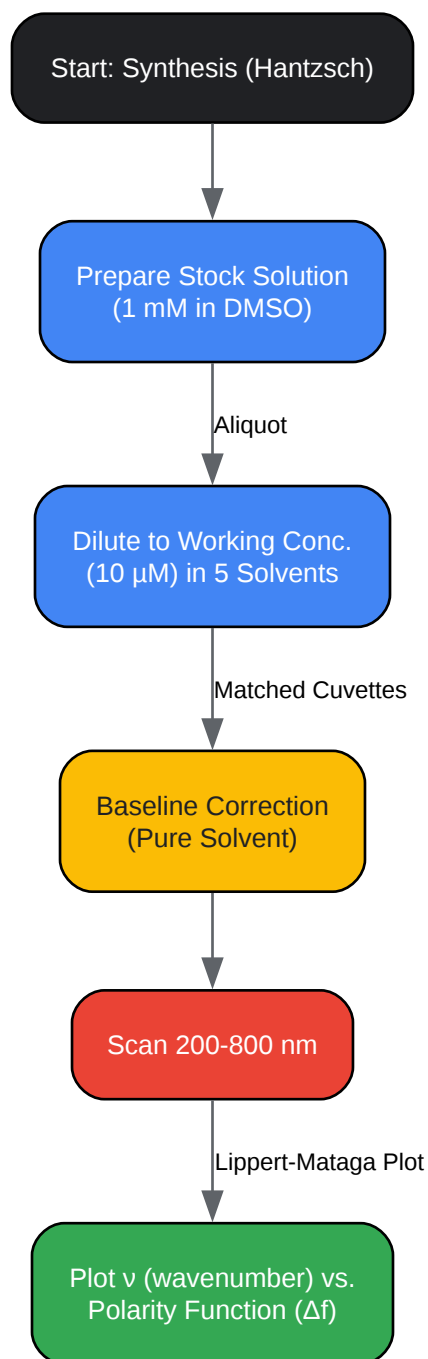 Start: Synthesis (Hantzsch)
Prepare Stock Solution
(1 mM in DMSO)
Aliquot
Dilute to Working Conc.
(10 µM) in 5 Solvents
Matched Cuvettes
Baseline Correction
(Pure Solvent)
Scan 200-800 nm
Lippert-Mataga Plot
Plot ν (wavenumber) vs.
Polarity Function (Δf)